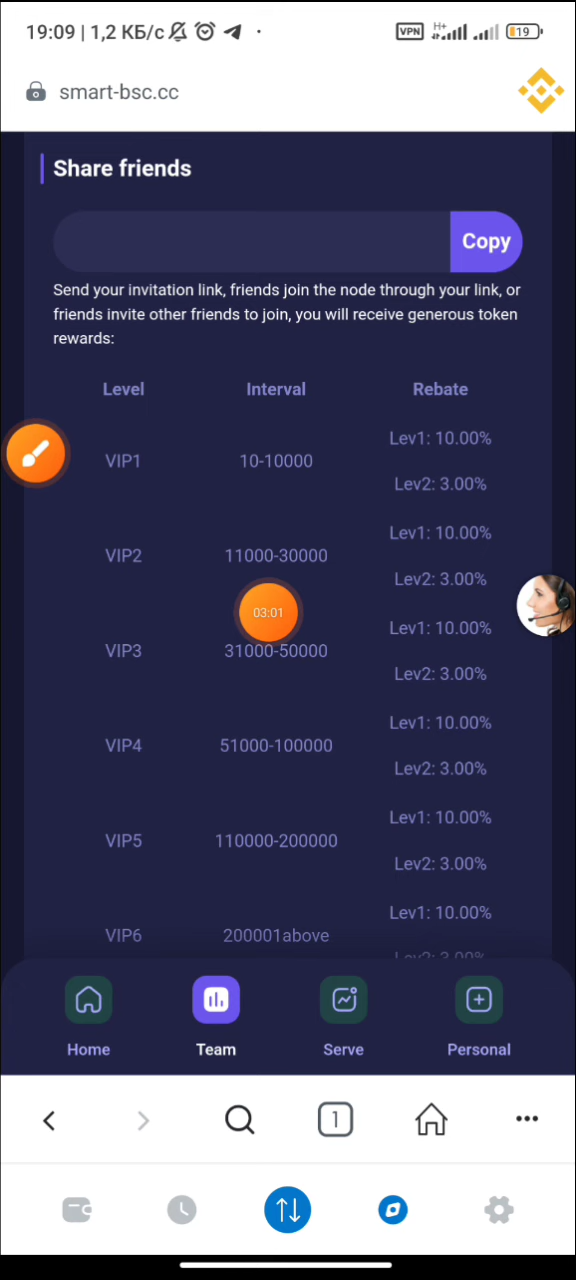 19:09 | 1,2 КБ/с
VPN H+ 19
smart-bsc.cc
Share friends
Copy
Send your invitation link, friends join the node through your link, or
friends invite other friends to join, you will receive generous token
rewards:
Level Interval Rebate
VIP1 10-10000 Lev1: 10.00%
Lev2: 3.00%
VIP2 11000-30000 Lev1: 10.00%
Lev2: 3.00%
03:01
VIP3 31000-50000 Lev1: 10.00%
Lev2: 3.00%
VIP4 51000-100000 Lev1: 10.00%
Lev2: 3.00%
VIP5 110000-200000 Lev1: 10.00%
Lev2: 3.00%
VIP6 200001above Lev1: 10.00%
Lev2: 3.00%
Home Team Serve Personal
1